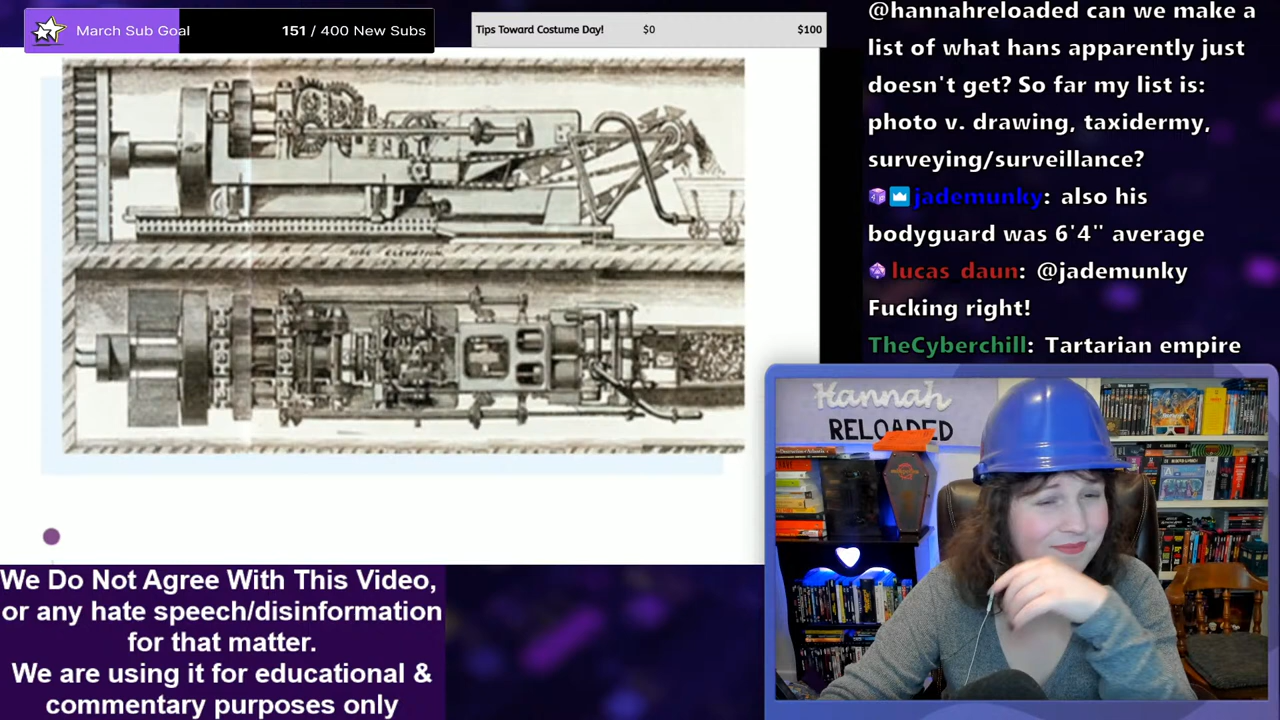 March Sub Goal
151 / 400 New Subs
Tips Toward Costume Day!
$0
$100
@hannahreloaded can we make a
list of what hans apparently just
doesn't get? So far my list is:
photo v. drawing, taxidermy,
surveying/surveillance?
jademunky: also his
bodyguard was 6'4" average
lucas_daun: @jademunky
Fucking right!
TheCyberchill: Tartarian empire
SIDE ELEVATION.
Hannah
RELOADED
We Do Not Agree With This Video,
or any hate speech/disinformation
for that matter.
We are using it for educational &
commentary purposes only